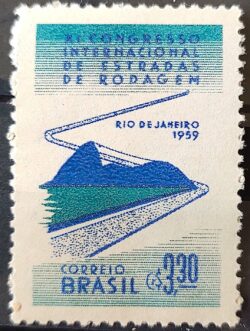 XI CONGRESSO
INTERNACIONAL
DE ESTRADAS
DE RODAGEM
RIO DE JANEIRO
1959
CORREIO
BRASIL CR$ 3,30